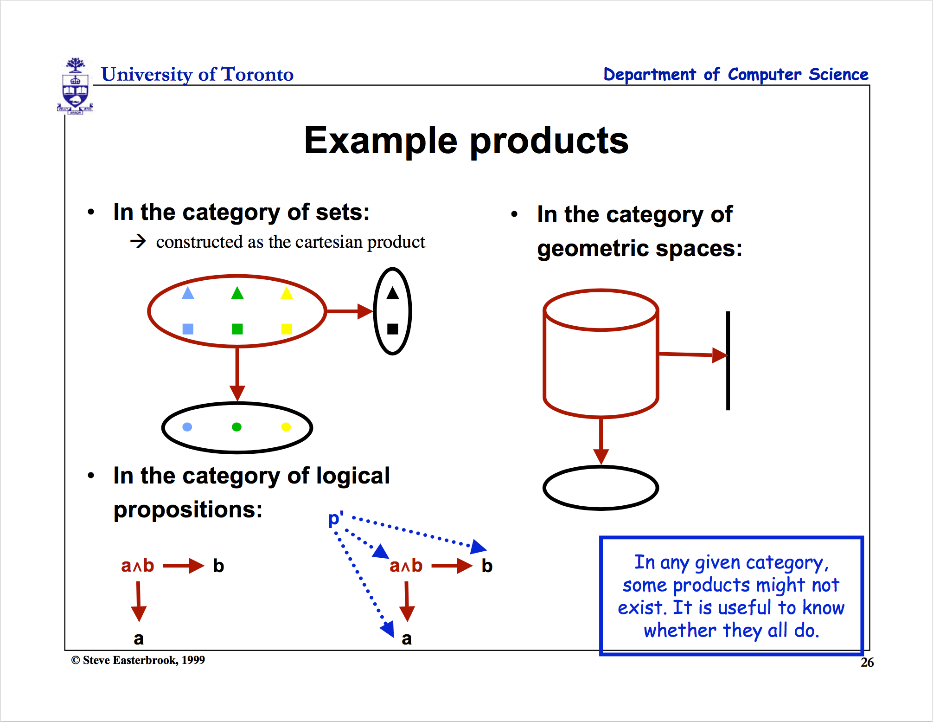 University of Toronto
Department of Computer Science
Example products
• In the category of sets:
→ constructed as the cartesian product
• In the category of logical
propositions:
a∧b b
a
p'
a∧b b
a
• In the category of
geometric spaces:
In any given category,
some products might not
exist. It is useful to know
whether they all do.
© Steve Easterbrook, 1999
26